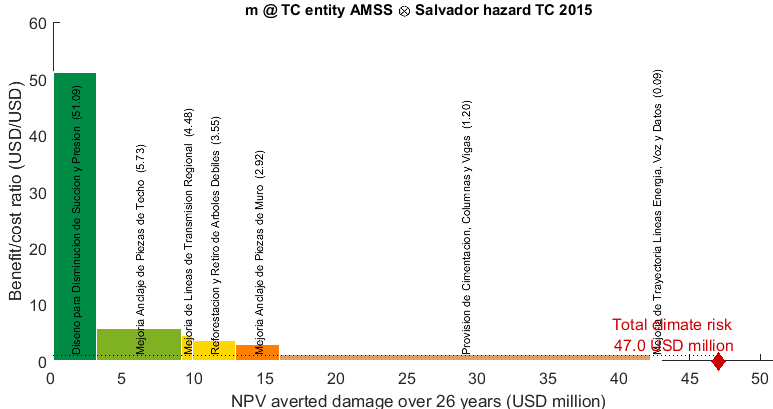 m @ TC entity AMSS ⊗ Salvador hazard TC 2015
Benefit/cost ratio (USD/USD)
60
50
40
30
20
10
0
Diseno para Disminucion de Succion y Presion (51.09)
Mejoria Anclaje de Piezas de Techo (5.73)
Mejoria de Lineas de Transmision Regional (4.48)
Reforestacion y Retiro de Arboles Debiles (3.55)
Mejoria Anclaje de Piezas de Muro (2.92)
Provision de Cimentacion, Columnas y Vigas (1.20)
Mejoria de Trayectoria Lineas Energia, Voz y Datos (0.09)
Total climate risk
47.0 USD million
0 5 10 15 20 25 30 35 40 45 50
NPV averted damage over 26 years (USD million)